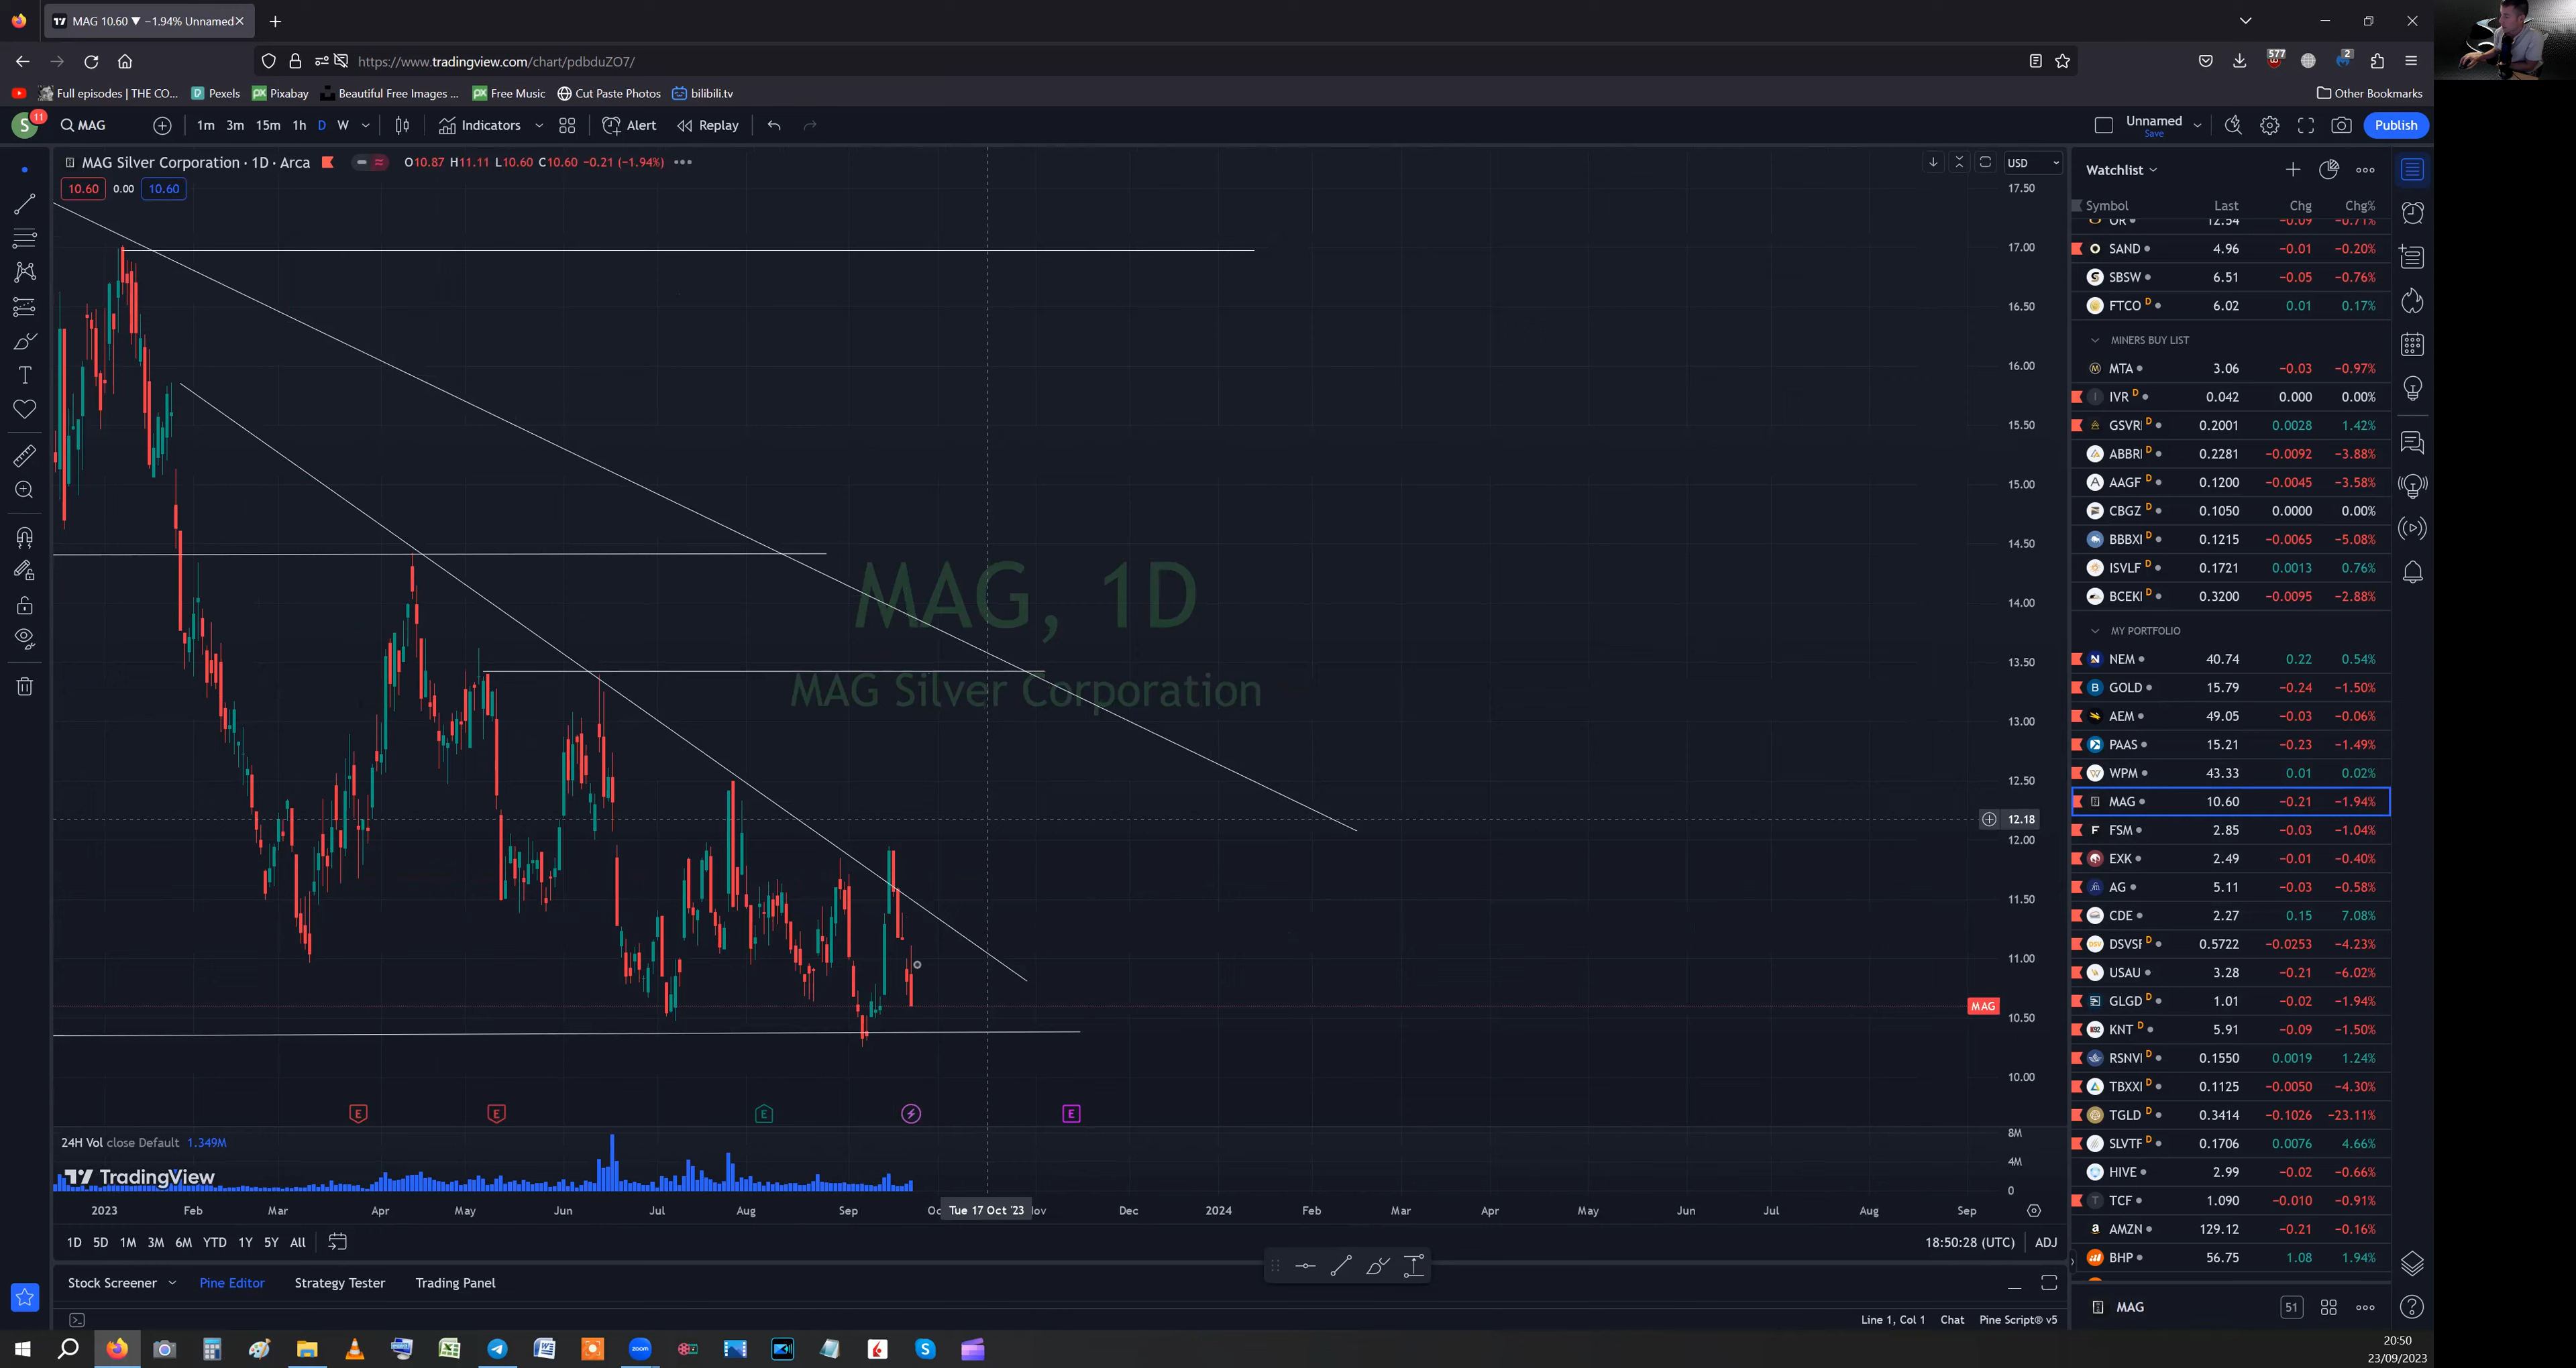 MAG 10.60 ▼ −1.94% Unnamed
https://www.tradingview.com/chart/pdbduZO7/
577
2
Full episodes | THE CO...
Pexels
Pixabay
Beautiful Free Images ...
Free Music
Cut Paste Photos
bilibili.tv
Other Bookmarks
S 11
MAG
1m 3m 15m 1h D W
Indicators
Alert
Replay
Unnamed
Save
Publish
MAG Silver Corporation · 1D · Arca
O10.87 H11.11 L10.60 C10.60 −0.21 (−1.94%)
10.60 0.00 10.60
USD
17.50
17.00
16.50
16.00
15.50
15.00
14.50
14.00
13.50
13.00
12.50
12.18
12.00
11.50
11.00
MAG
10.50
10.00
MAG, 1D
MAG Silver Corporation
E E E E
24H Vol close Default 1.349M
TradingView
8M
4M
0
2023 Feb Mar Apr May Jun Jul Aug Sep Tue 17 Oct '23 Dec 2024 Feb Mar Apr May Jun Jul Aug Sep
1D 5D 1M 3M 6M YTD 1Y 5Y All
18:50:28 (UTC) ADJ
Stock Screener
Pine Editor
Strategy Tester
Trading Panel
Line 1, Col 1 Chat Pine Script® v5
Watchlist
Symbol Last Chg Chg%
OR 12.54 −0.09 −0.71%
SAND 4.96 −0.01 −0.20%
SBSW 6.51 −0.05 −0.76%
FTCO D 6.02 0.01 0.17%
MINERS BUY LIST
MTA 3.06 −0.03 −0.97%
IVR D 0.042 0.000 0.00%
GSVRI D 0.2001 0.0028 1.42%
ABBRI D 0.2281 −0.0092 −3.88%
AAGF D 0.1200 −0.0045 −3.58%
CBGZ D 0.1050 0.0000 0.00%
BBBXI D 0.1215 −0.0065 −5.08%
ISVLF D 0.1721 0.0013 0.76%
BCEKI D 0.3200 −0.0095 −2.88%
MY PORTFOLIO
NEM 40.74 0.22 0.54%
GOLD 15.79 −0.24 −1.50%
AEM 49.05 −0.03 −0.06%
PAAS 15.21 −0.23 −1.49%
WPM 43.33 0.01 0.02%
MAG 10.60 −0.21 −1.94%
FSM 2.85 −0.03 −1.04%
EXK 2.49 −0.01 −0.40%
AG 5.11 −0.03 −0.58%
CDE 2.27 0.15 7.08%
DSVSF D 0.5722 −0.0253 −4.23%
USAU 3.28 −0.21 −6.02%
GLGD D 1.01 −0.02 −1.94%
KNT D 5.91 −0.09 −1.50%
RSNVI D 0.1550 0.0019 1.24%
TBXXI D 0.1125 −0.0050 −4.30%
TGLD D 0.3414 −0.1026 −23.11%
SLVTF D 0.1706 0.0076 4.66%
HIVE 2.99 −0.02 −0.66%
TCF 1.090 −0.010 −0.91%
AMZN 129.12 −0.21 −0.16%
BHP 56.75 1.08 1.94%
MAG
51
zoom
20:50
23/09/2023